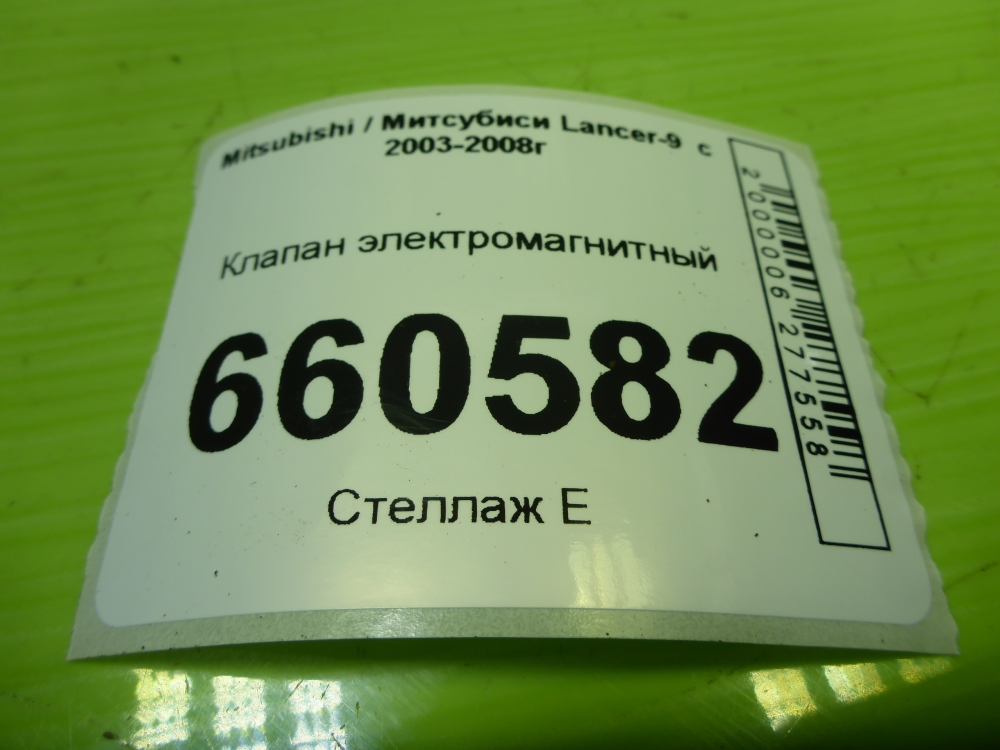 Mitsubishi / Митсубиси Lancer-9 с
2003-2008г
Клапан электромагнитный
660582
Стеллаж Е
2000006277558